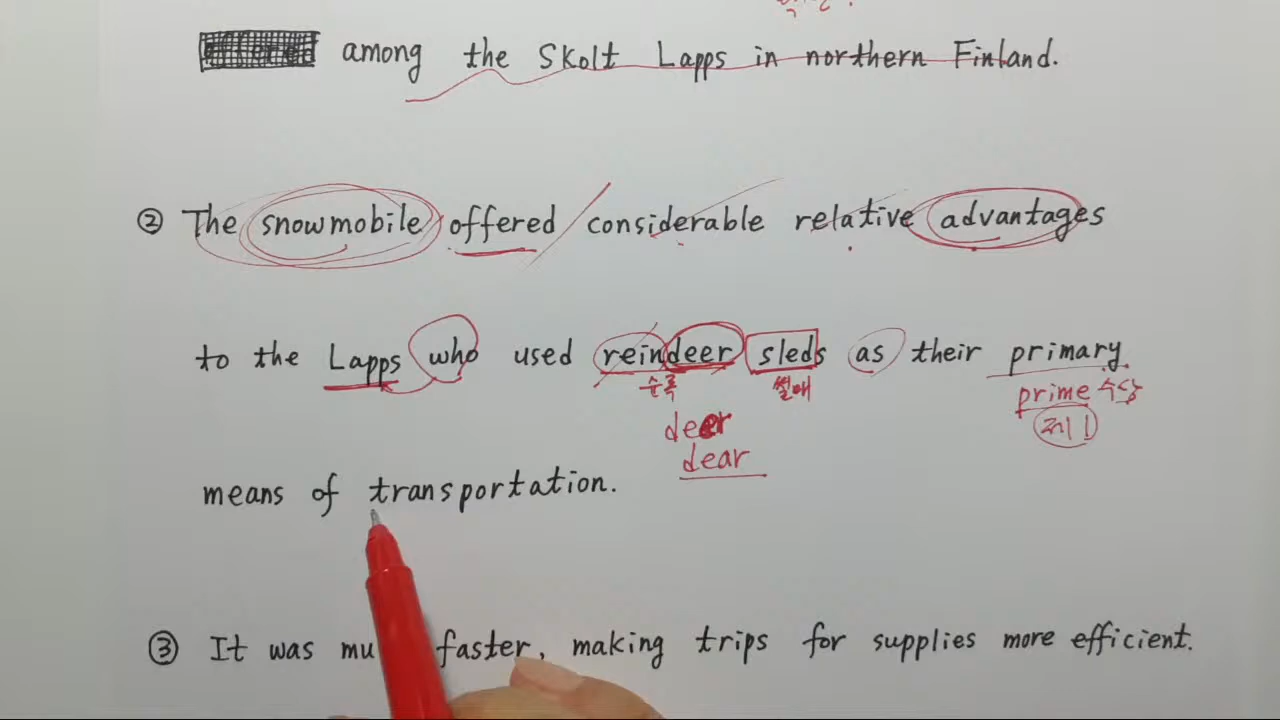 among the Skolt Lapps in northern Finland.
② The snowmobile offered considerable relative advantages
to the Lapps who used reindeer sleds as their primary
순록 썰매 prime 수상
deer 제1
dear
means of transportation.
③ It was mu faster, making trips for supplies more efficient.